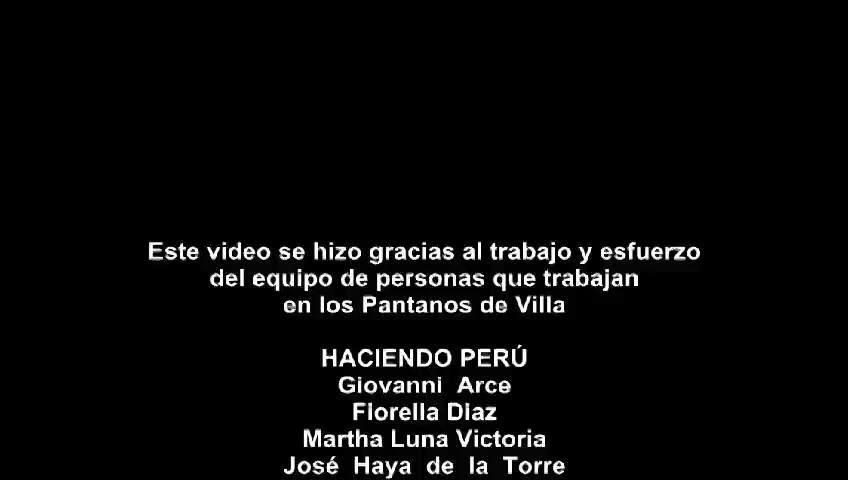 Este video se hizo gracias al trabajo y esfuerzo
del equipo de personas que trabajan
en los Pantanos de Villa
HACIENDO PERÚ
Giovanni Arce
Florella Diaz
Martha Luna Victoria
José Haya de la Torre